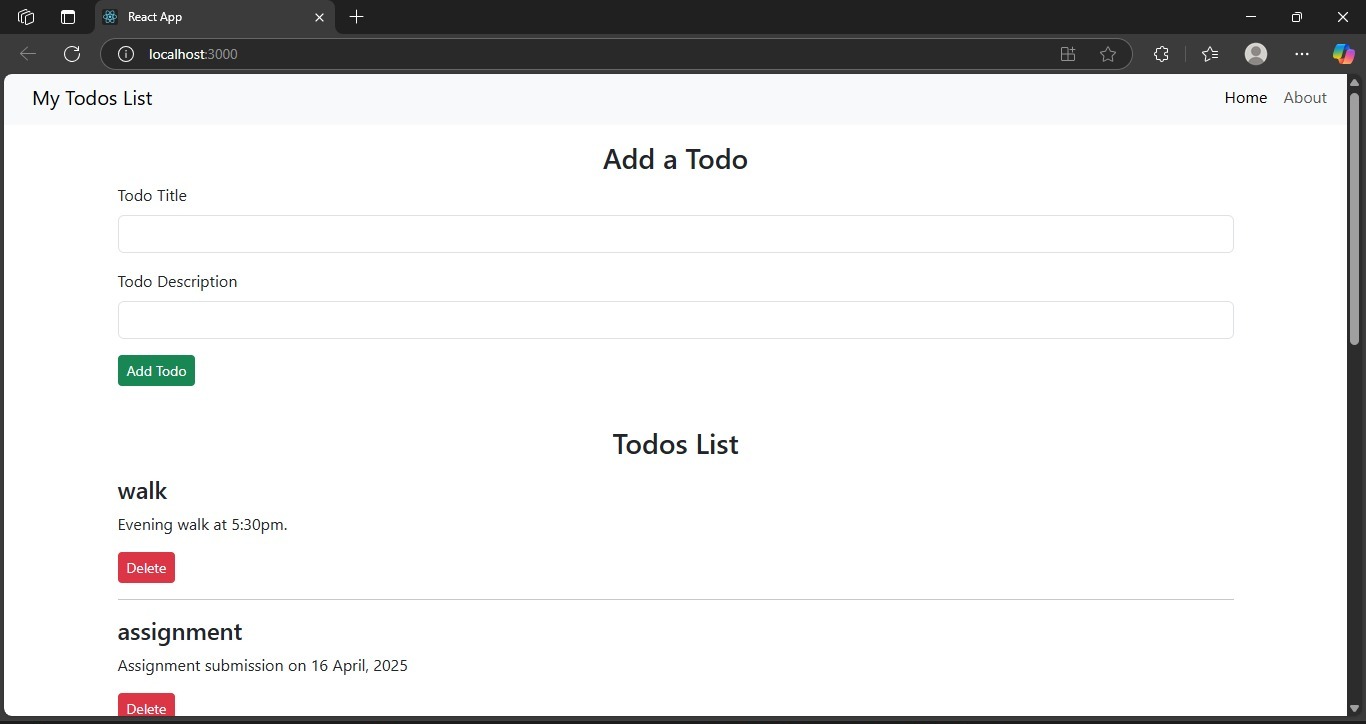 React App
localhost:3000
My Todos List
Home About
Add a Todo
Todo Title
Todo Description
Add Todo
Todos List
walk
Evening walk at 5:30pm.
Delete
assignment
Assignment submission on 16 April, 2025
Delete